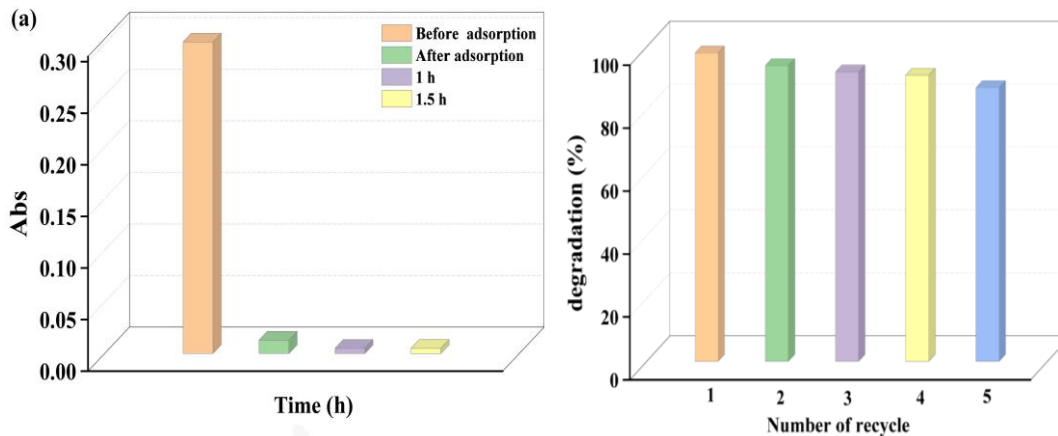 (a)
Before adsorption
After adsorption
1 h
1.5 h
0.30
0.25
0.20
0.15
0.10
0.05
0.00
Abs
Time (h)
100
80
60
40
20
0
degradation (%)
1 2 3 4 5
Number of recycle